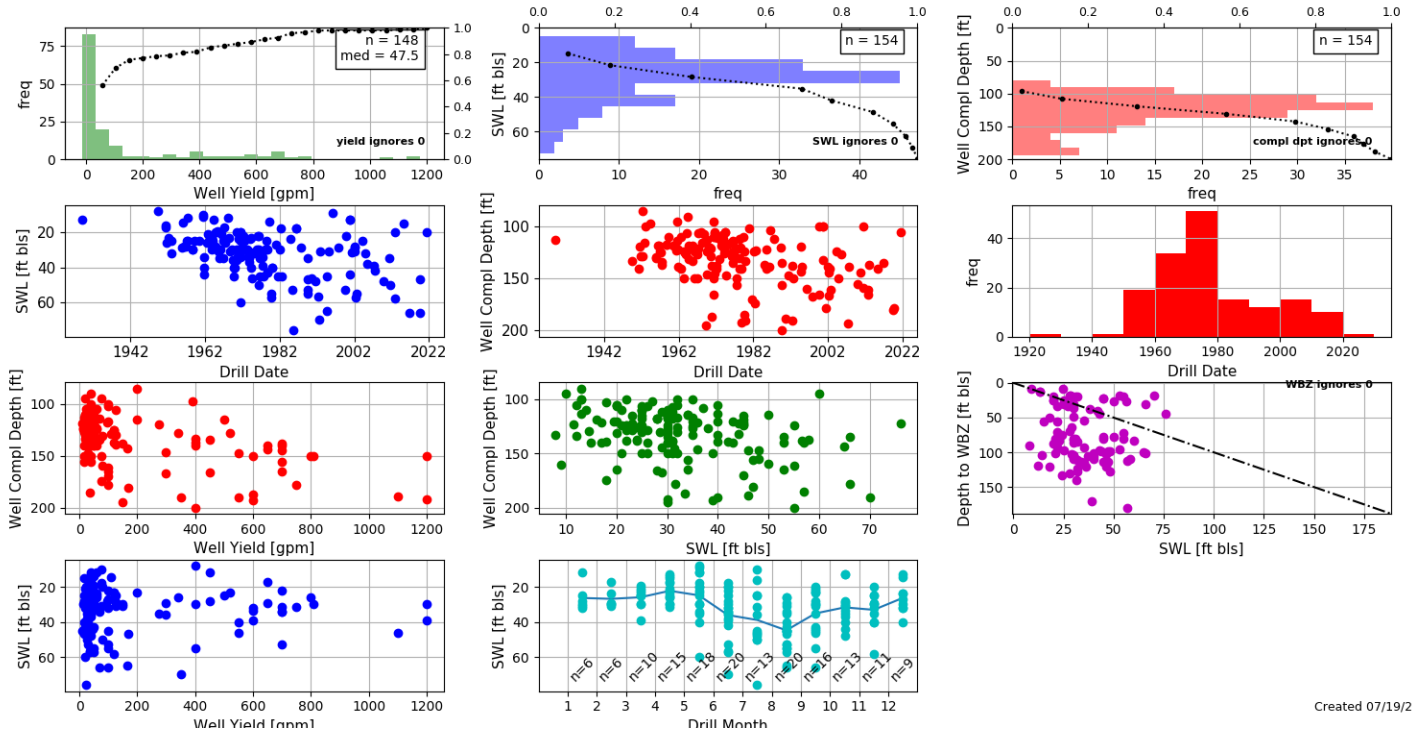 0.0 0.2 0.4 0.6 0.8 1.0
0.0 0.2 0.4 0.6 0.8 1.0
n = 148
med = 47.5
yield ignores 0
freq
75
50
25
0
1.0
0.8
0.6
0.4
0.2
0.0
0 200 400 600 800 1000 1200
Well Yield [gpm]
n = 154
SWL ignores 0
SWL [ft bls]
0
20
40
60
0 10 20 30 40
freq
n = 154
compl dpt ignores 0
Well Compl Depth [ft]
0
50
100
150
200
0 5 10 15 20 25 30 35
freq
SWL [ft bls]
20
40
60
1942 1962 1982 2002 2022
Drill Date
Well Compl Depth [ft]
100
150
200
1942 1962 1982 2002 2022
Drill Date
freq
40
20
0
1920 1940 1960 1980 2000 2020
Drill Date
Well Compl Depth [ft]
100
150
200
0 200 400 600 800 1000 1200
Well Yield [gpm]
Well Compl Depth [ft]
100
150
200
10 20 30 40 50 60 70
SWL [ft bls]
WBZ ignores 0
Depth to WBZ [ft bls]
0
50
100
150
0 25 50 75 100 125 150 175
SWL [ft bls]
SWL [ft bls]
20
40
60
0 200 400 600 800 1000 1200
Well Yield [gpm]
SWL [ft bls]
20
40
60
n=6 n=6 n=10 n=15 n=18 n=20 n=13 n=20 n=16 n=13 n=11 n=9
1 2 3 4 5 6 7 8 9 10 11 12
Drill Month
Created 07/19/2